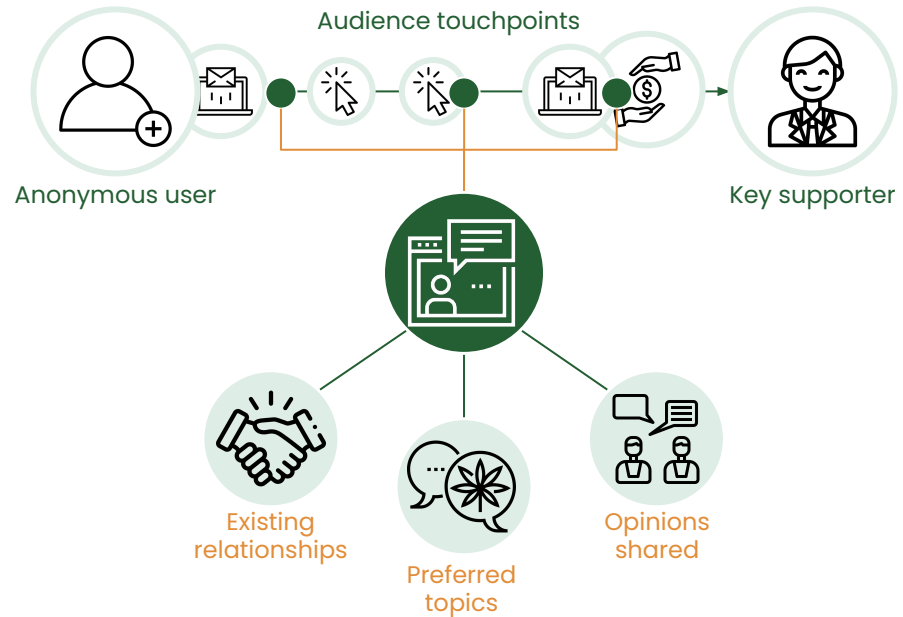 Audience touchpoints
Anonymous user
Key supporter
$
Existing
relationships
Preferred
topics
Opinions
shared